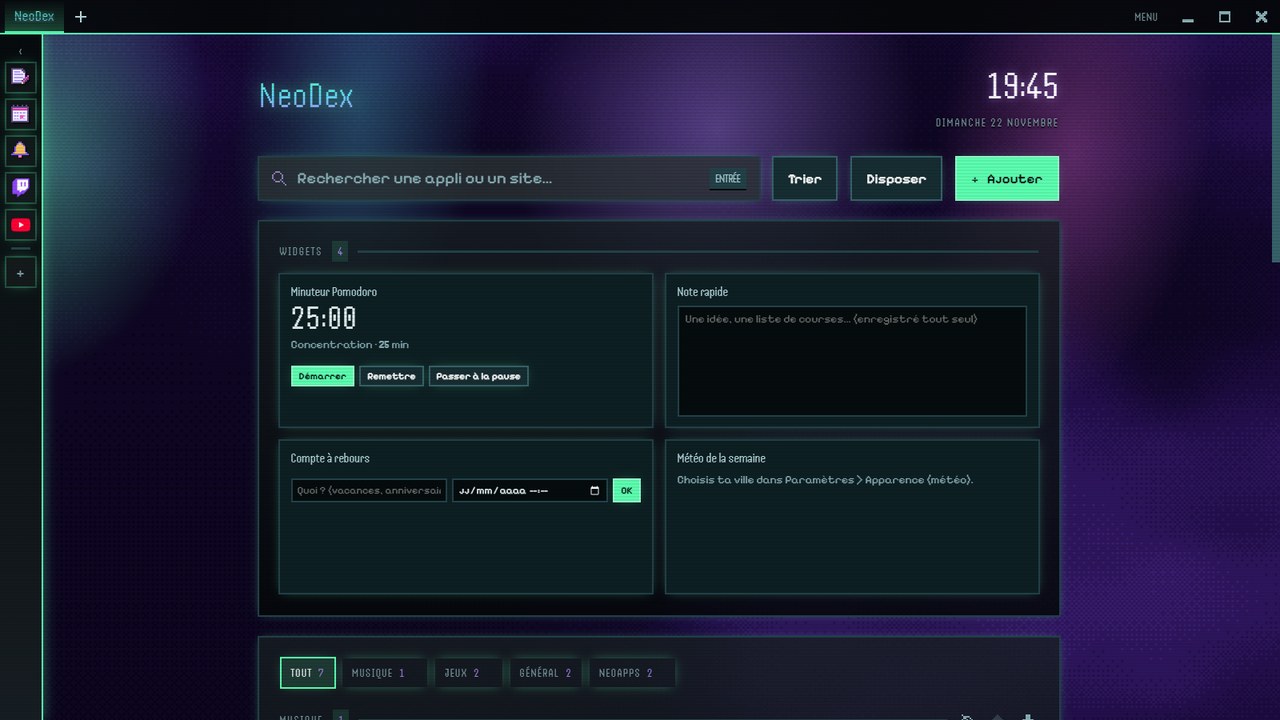 NeoDex
MENU
NeoDex
19:45
DIMANCHE 22 NOVEMBRE
Rechercher une appli ou un site...
ENTRÉE
Trier
Disposer
+ Ajouter
WIDGETS 4
Minuteur Pomodoro
25:00
Concentration · 25 min
Démarrer
Remettre
Passer à la pause
Note rapide
Une idée, une liste de courses... (enregistré tout seul)
Compte à rebours
Quoi ? (vacances, anniversai
jj/mm/aaaa --:--
OK
Météo de la semaine
Choisis ta ville dans Paramètres > Apparence (météo).
TOUT 7
MUSIQUE 1
JEUX 2
GÉNÉRAL 2
NEOAPPS 2
MUSIQUE 1